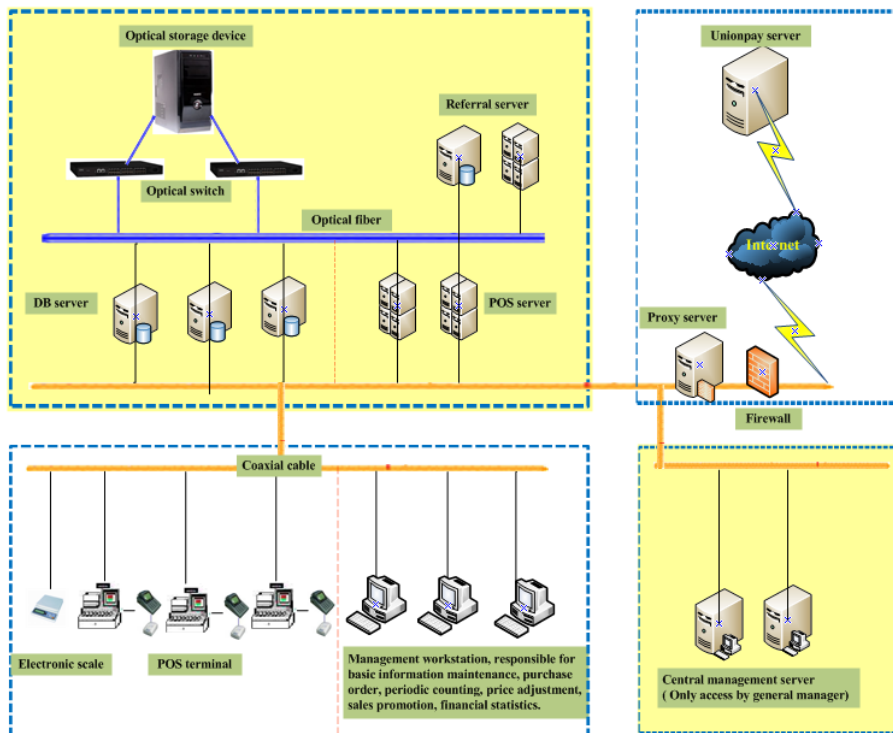 Optical storage device
Unionpay server
Referral server
Optical switch
Optical fiber
Internet
DB server
POS server
Proxy server
Firewall
Coaxial cable
Electronic scale
POS terminal
Management workstation, responsible for
basic information maintenance, purchase
order, periodic counting, price adjustment,
sales promotion, financial statistics.
Central management server
( Only access by general manager)